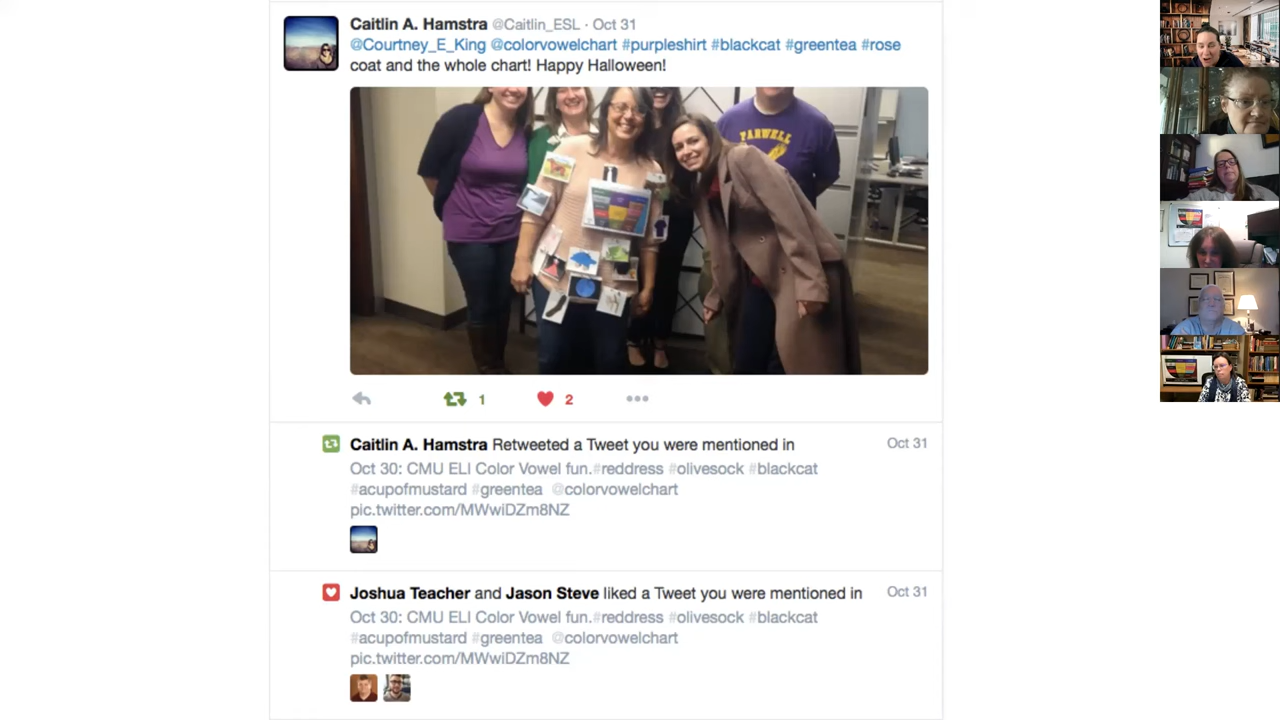 Caitlin A. Hamstra @Caitlin_ESL · Oct 31
@Courtney_E_King @colorvowelchart #purpleshirt #blackcat #greentea #rose
coat and the whole chart! Happy Halloween!
FARWELL
1
2
Caitlin A. Hamstra Retweeted a Tweet you were mentioned in Oct 31
Oct 30: CMU ELI Color Vowel fun.#reddress #olivesock #blackcat
#acupofmustard #greentea @colorvowelchart
pic.twitter.com/MWwiDZm8NZ
Joshua Teacher and Jason Steve liked a Tweet you were mentioned in Oct 31
Oct 30: CMU ELI Color Vowel fun.#reddress #olivesock #blackcat
#acupofmustard #greentea @colorvowelchart
pic.twitter.com/MWwiDZm8NZ